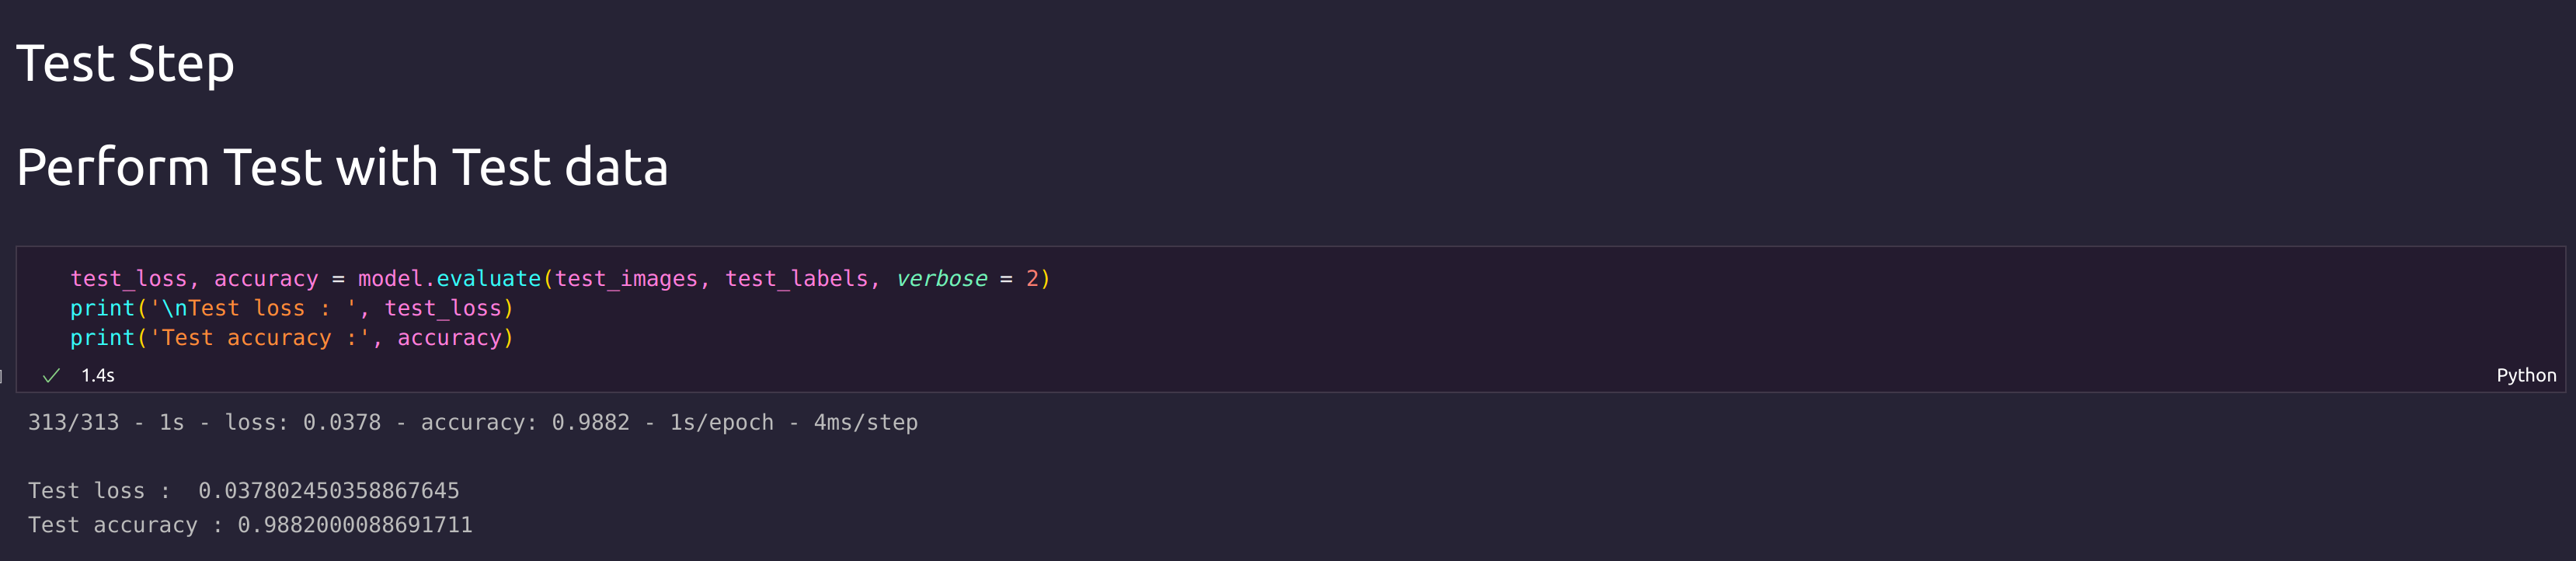 Test Step
Perform Test with Test data
test_loss, accuracy = model.evaluate(test_images, test_labels, verbose = 2)
print('\nTest loss : ', test_loss)
print('Test accuracy :', accuracy)
✓ 1.4s
Python
313/313 - 1s - loss: 0.0378 - accuracy: 0.9882 - 1s/epoch - 4ms/step
Test loss :  0.037802450358867645
Test accuracy : 0.9882000088691711